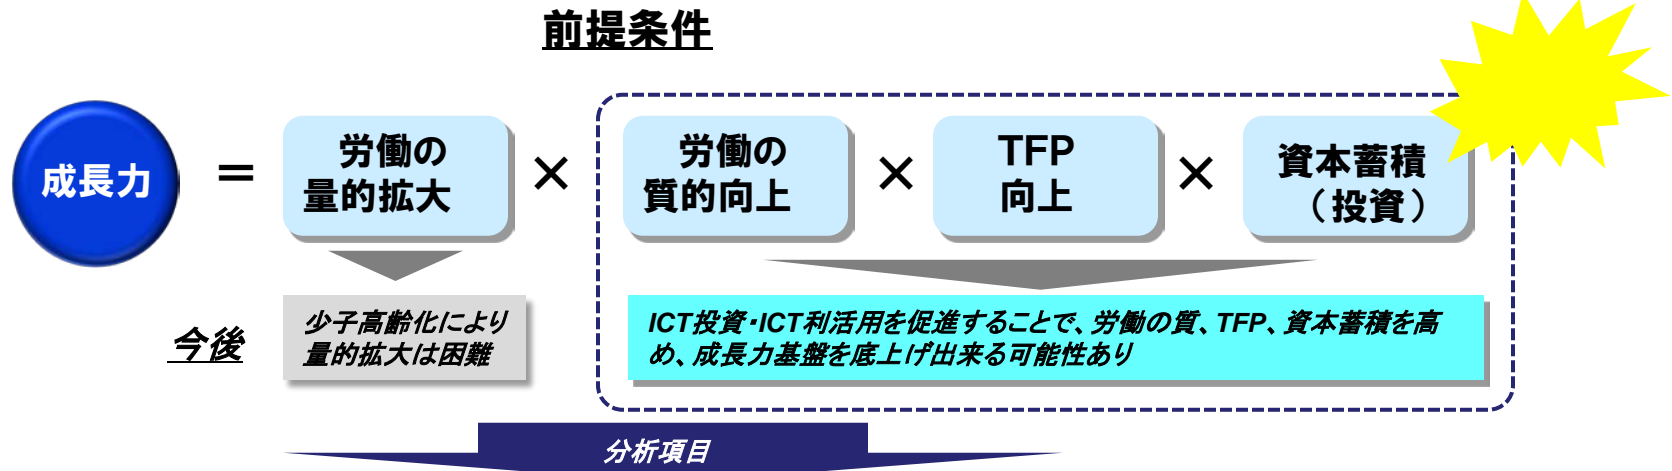 前提条件
成長力
＝
労働の
量的拡大
×
労働の
質的向上
×
TFP
向上
×
資本蓄積
（投資）
今後
少子高齢化により
量的拡大は困難
ICT投資・ICT利活用を促進することで、労働の質、TFP、資本蓄積を高
め、成長力基盤を底上げ出来る可能性あり
分析項目